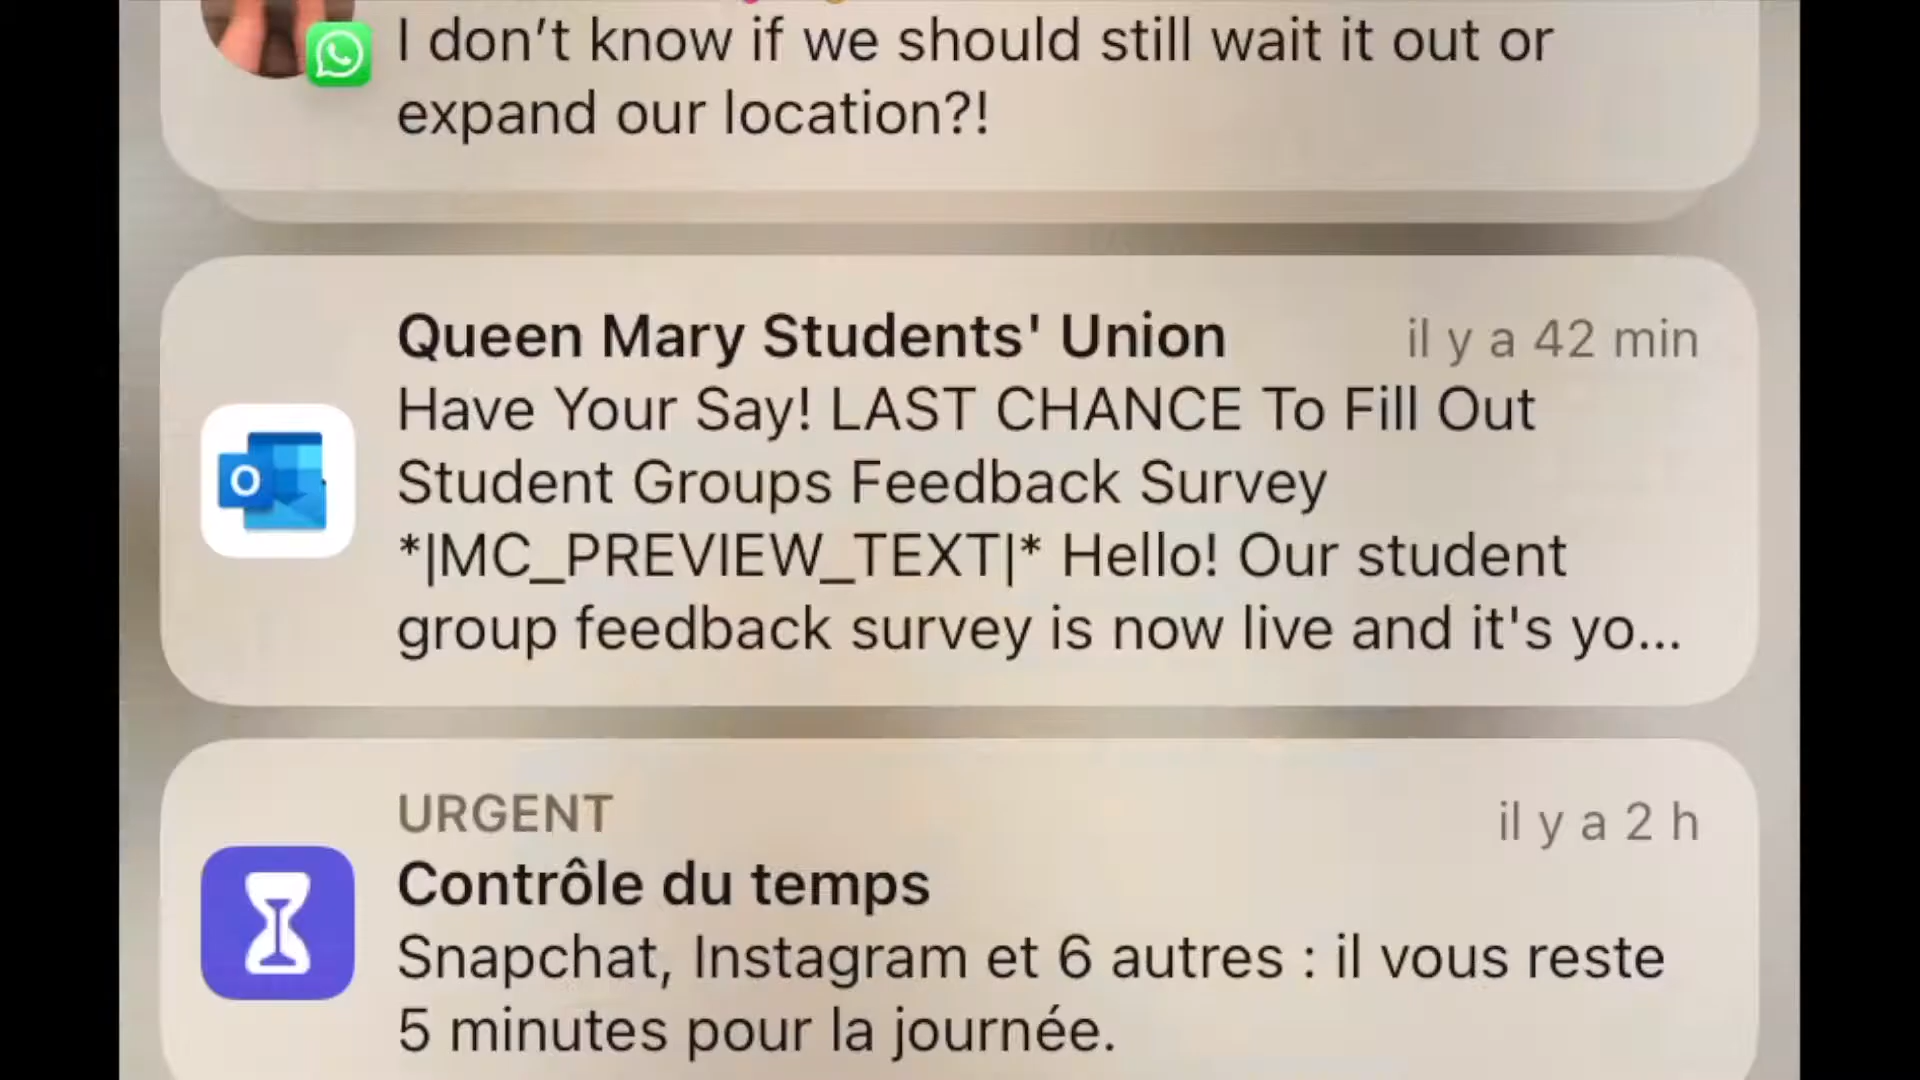 I don’t know if we should still wait it out or
expand our location?!
Queen Mary Students' Union
il y a 42 min
Have Your Say! LAST CHANCE To Fill Out
Student Groups Feedback Survey
*|MC_PREVIEW_TEXT|* Hello! Our student
group feedback survey is now live and it's yo...
URGENT
il y a 2 h
Contrôle du temps
Snapchat, Instagram et 6 autres : il vous reste
5 minutes pour la journée.